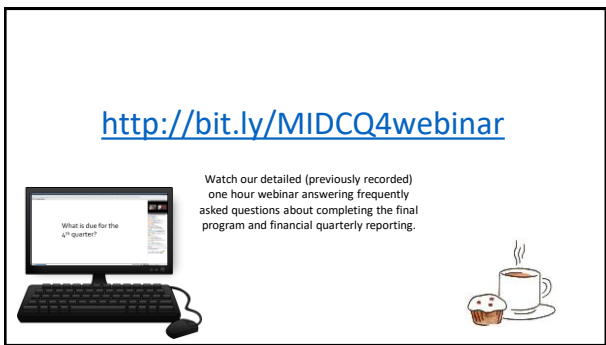 http://bit.ly/MIDCQ4webinar
Watch our detailed (previously recorded)
one hour webinar answering frequently
asked questions about completing the final
program and financial quarterly reporting.
What is due for the
4th quarter?